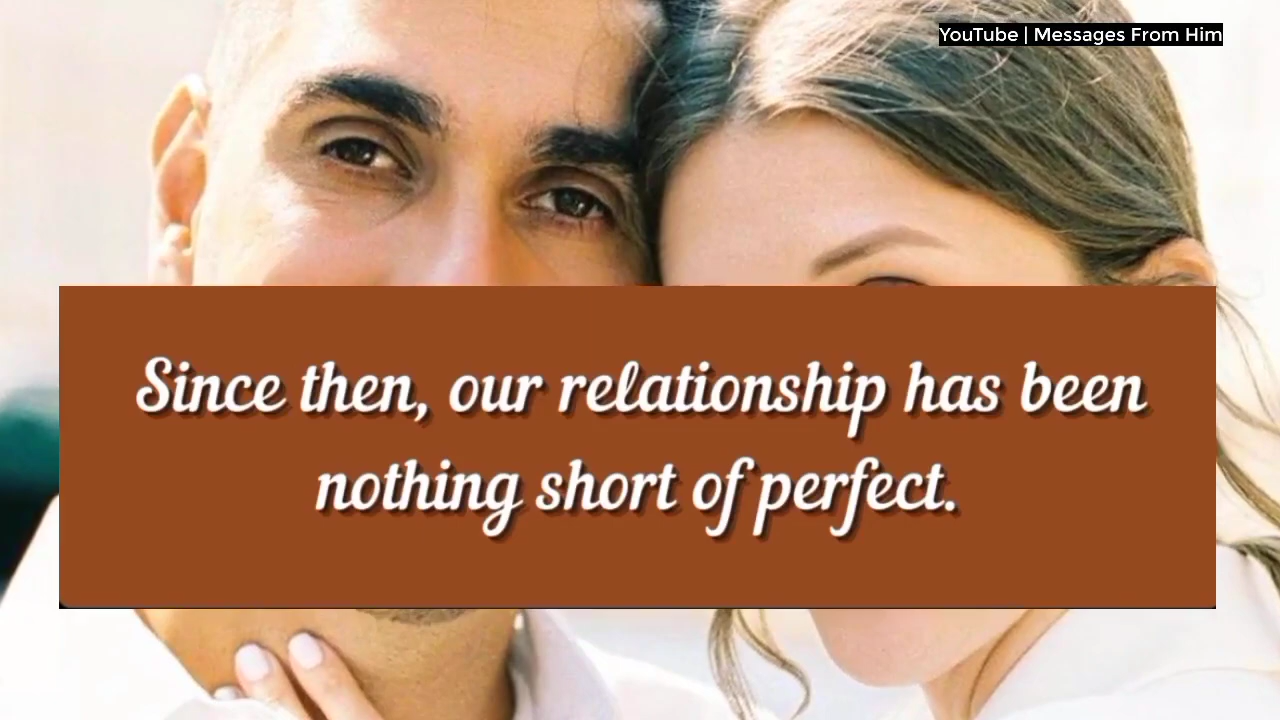 YouTube | Messages From Him
Since then, our relationship has been
nothing short of perfect.